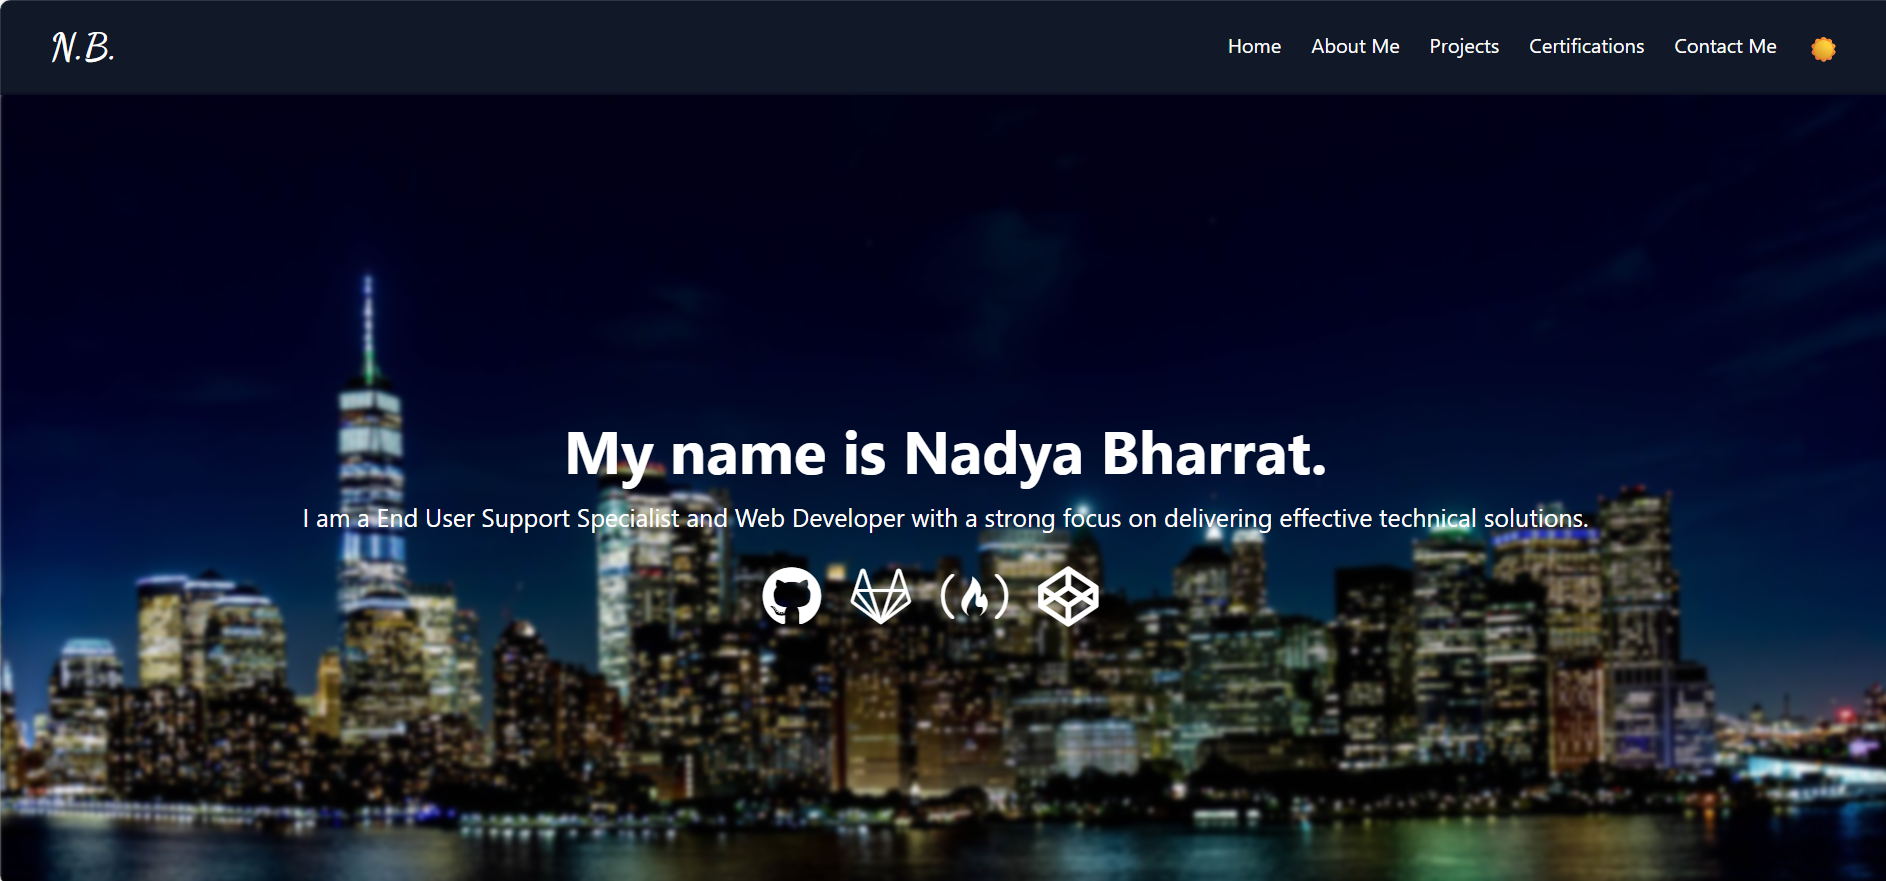 N.B.
Home About Me Projects Certifications Contact Me
My name is Nadya Bharrat.
I am a End User Support Specialist and Web Developer with a strong focus on delivering effective technical solutions.